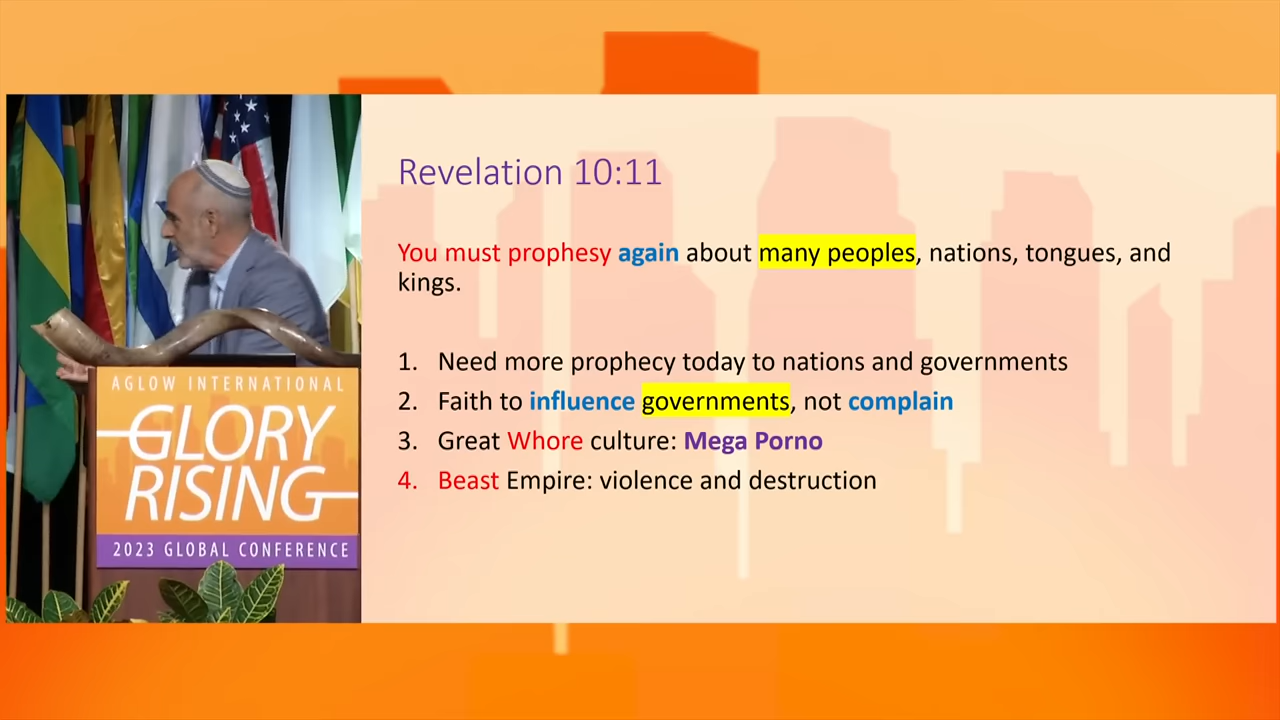 Revelation 10:11
You must prophesy again about many peoples, nations, tongues, and
kings.
1. Need more prophecy today to nations and governments
2. Faith to influence governments, not complain
3. Great Whore culture: Mega Porno
4. Beast Empire: violence and destruction
AGLOW INTERNATIONAL
GLORY
RISING
2023 GLOBAL CONFERENCE